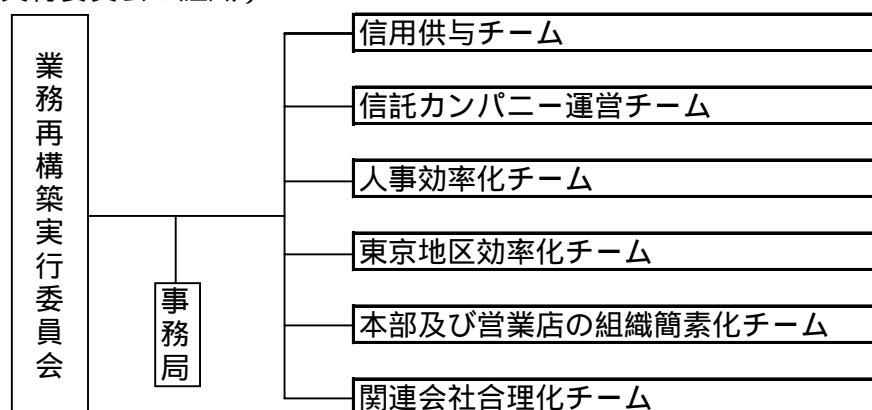 業務再構築実行委員会
事務局
信用供与チーム
信託カンパニー運営チーム
人事効率化チーム
東京地区効率化チーム
本部及び営業店の組織簡素化チーム
関連会社合理化チーム